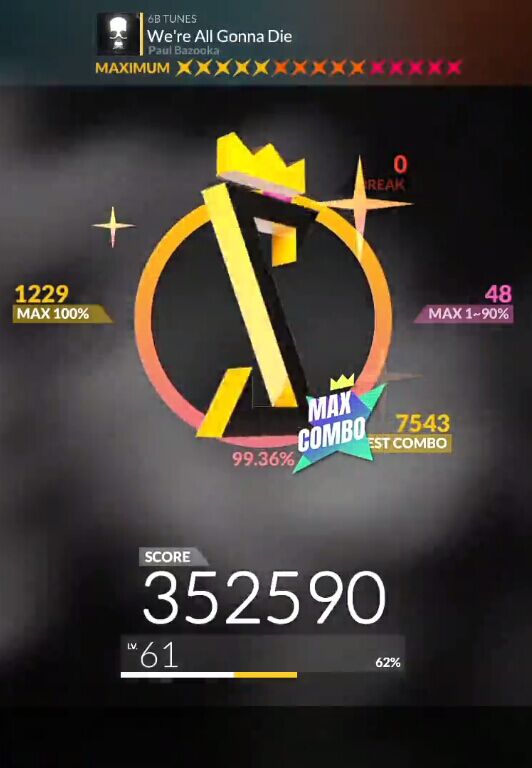 6B TUNES
We're All Gonna Die
Paul Bazooka
MAXIMUM
0
BREAK
1229
MAX 100%
48
MAX 1~90%
MAX
COMBO
7543
EST COMBO
99.36%
SCORE
352590
LV. 61
62%